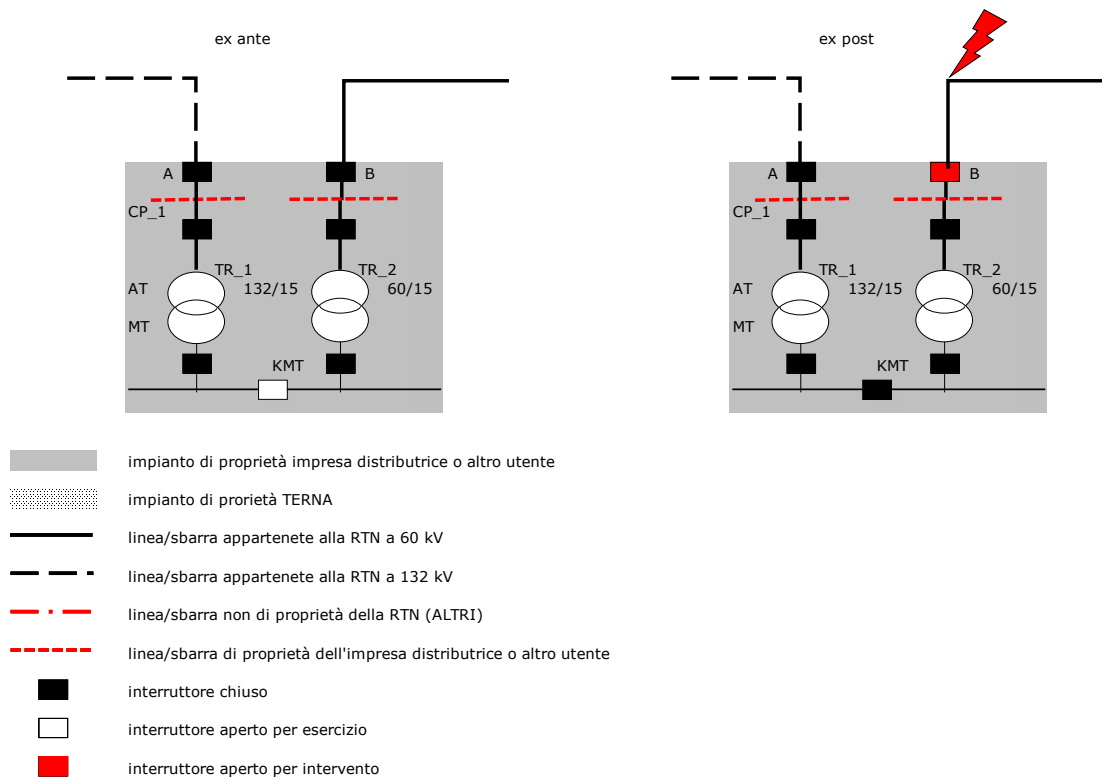 ex ante
ex post
A
B
CP_1
TR_1
TR_2
AT
132/15
60/15
MT
KMT
A
B
CP_1
TR_1
TR_2
AT
132/15
60/15
MT
KMT
impianto di proprietà impresa distributrice o altro utente
impianto di prorietà TERNA
linea/sbarra appartenete alla RTN a 60 kV
linea/sbarra appartenete alla RTN a 132 kV
linea/sbarra non di proprietà della RTN (ALTRI)
linea/sbarra di proprietà dell'impresa distributrice o altro utente
interruttore chiuso
interruttore aperto per esercizio
interruttore aperto per intervento